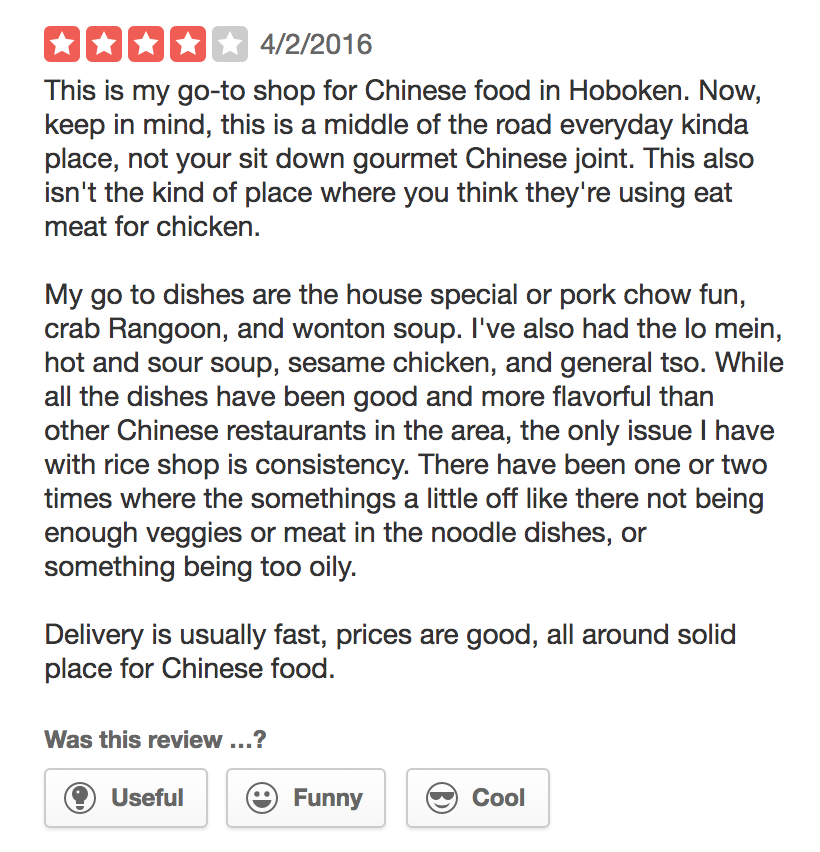 4/2/2016
This is my go-to shop for Chinese food in Hoboken. Now,
keep in mind, this is a middle of the road everyday kinda
place, not your sit down gourmet Chinese joint. This also
isn't the kind of place where you think they're using eat
meat for chicken.
My go to dishes are the house special or pork chow fun,
crab Rangoon, and wonton soup. I've also had the lo mein,
hot and sour soup, sesame chicken, and general tso. While
all the dishes have been good and more flavorful than
other Chinese restaurants in the area, the only issue I have
with rice shop is consistency. There have been one or two
times where the somethings a little off like there not being
enough veggies or meat in the noodle dishes, or
something being too oily.
Delivery is usually fast, prices are good, all around solid
place for Chinese food.
Was this review ...?
Useful Funny Cool